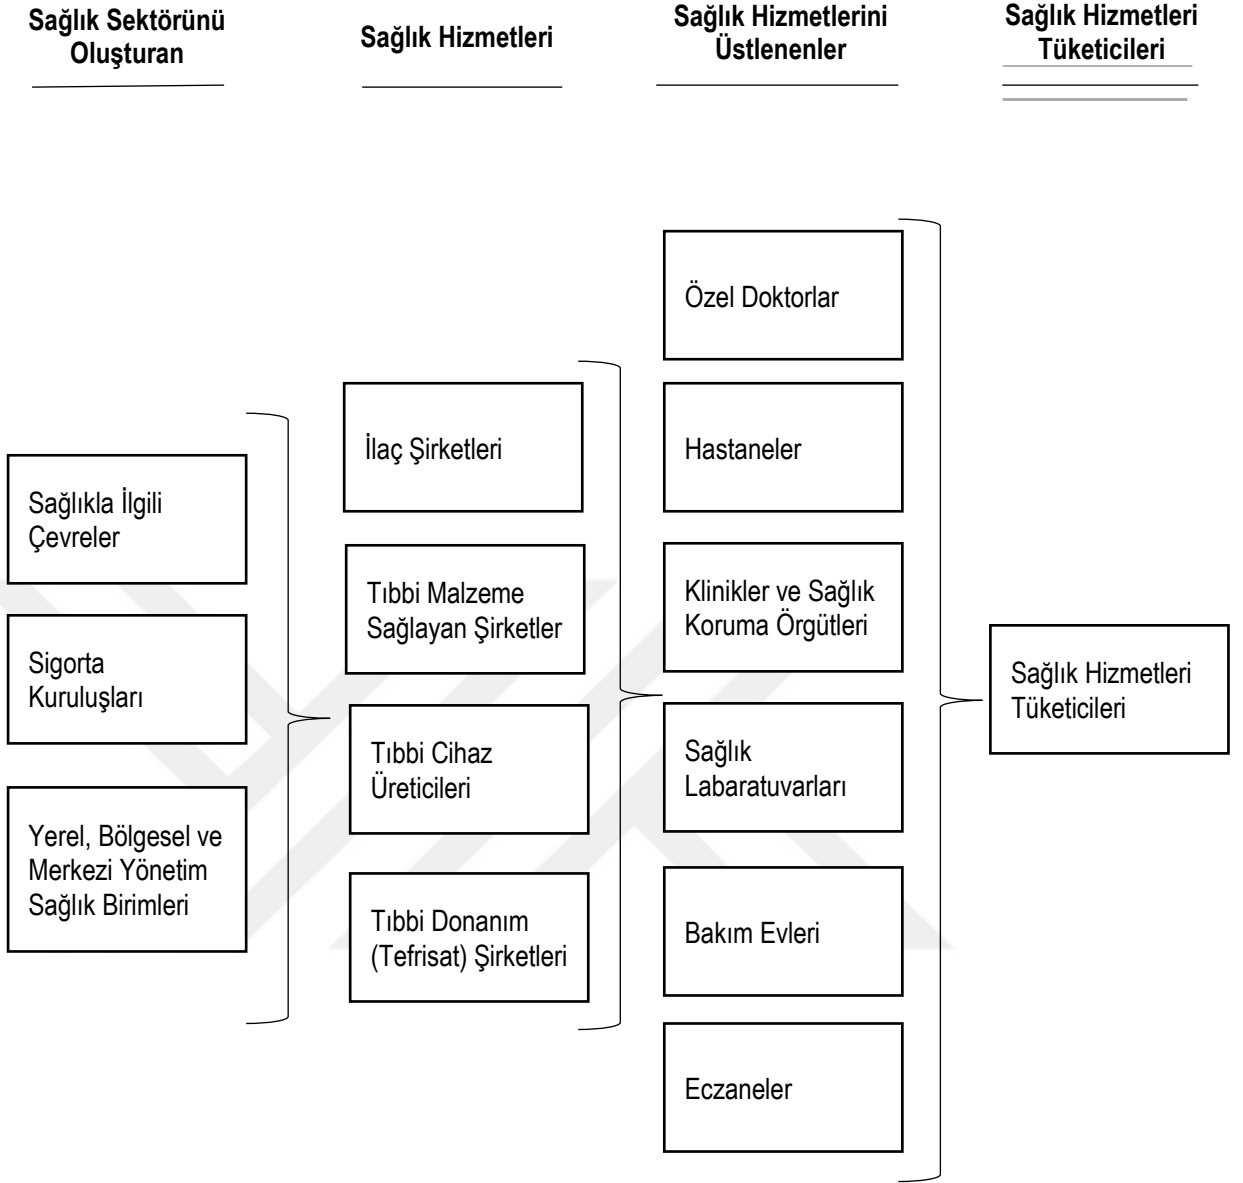 Sağlık Sektörünü
Oluşturan
Sağlık Hizmetleri
Sağlık Hizmetlerini
Üstlenenler
Sağlık Hizmetleri
Tüketicileri
Sağlıkla İlgili
Çevreler
Sigorta
Kuruluşları
Yerel, Bölgesel ve
Merkezi Yönetim
Sağlık Birimleri
İlaç Şirketleri
Tıbbi Malzeme
Sağlayan Şirketler
Tıbbi Cihaz
Üreticileri
Tıbbi Donanım
(Tefrisat) Şirketleri
Özel Doktorlar
Hastaneler
Klinikler ve Sağlık
Koruma Örgütleri
Sağlık
Labaratuvarları
Bakım Evleri
Eczaneler
Sağlık Hizmetleri
Tüketicileri